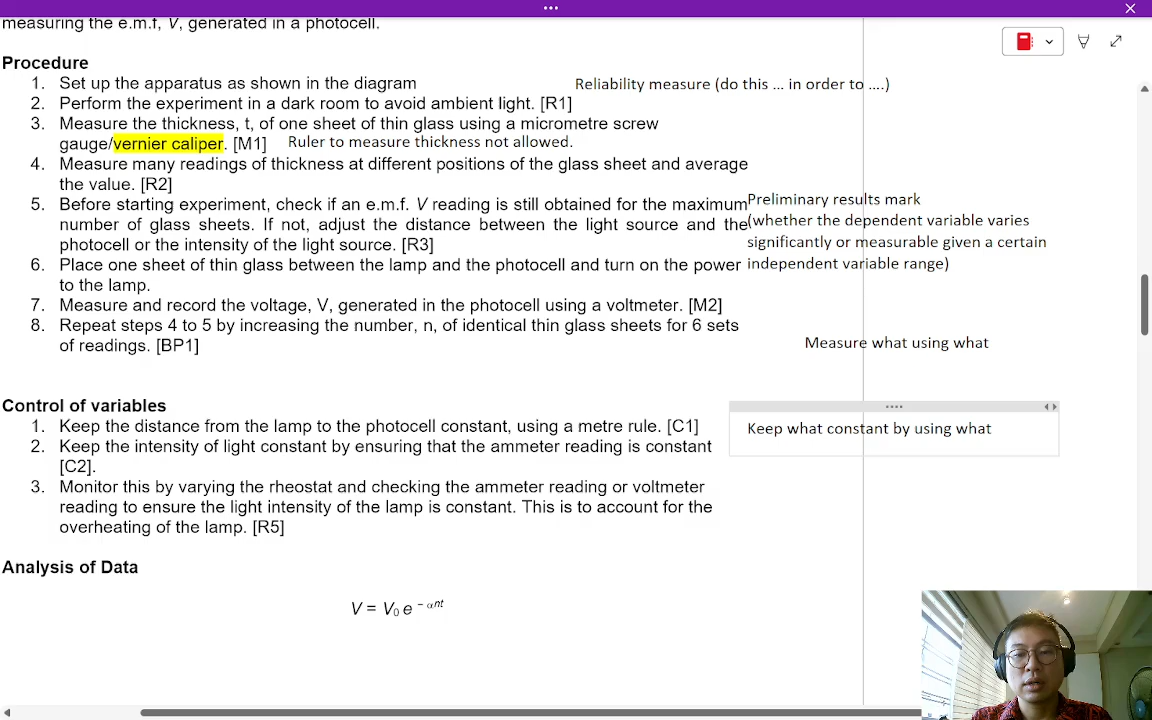 measuring the e.m.f, V, generated in a photocell.
Procedure
1. Set up the apparatus as shown in the diagram
Reliability measure (do this ... in order to ....)
2. Perform the experiment in a dark room to avoid ambient light. [R1]
3. Measure the thickness, t, of one sheet of thin glass using a micrometre screw
gauge/vernier caliper. [M1] Ruler to measure thickness not allowed.
4. Measure many readings of thickness at different positions of the glass sheet and average
the value. [R2]
5. Before starting experiment, check if an e.m.f. V reading is still obtained for the maximum
number of glass sheets. If not, adjust the distance between the light source and the
photocell or the intensity of the light source. [R3]
Preliminary results mark
(whether the dependent variable varies
significantly or measurable given a certain
independent variable range)
6. Place one sheet of thin glass between the lamp and the photocell and turn on the power
to the lamp.
7. Measure and record the voltage, V, generated in the photocell using a voltmeter. [M2]
8. Repeat steps 4 to 5 by increasing the number, n, of identical thin glass sheets for 6 sets
of readings. [BP1]
Measure what using what
Control of variables
1. Keep the distance from the lamp to the photocell constant, using a metre rule. [C1]
Keep what constant by using what
2. Keep the intensity of light constant by ensuring that the ammeter reading is constant
[C2].
3. Monitor this by varying the rheostat and checking the ammeter reading or voltmeter
reading to ensure the light intensity of the lamp is constant. This is to account for the
overheating of the lamp. [R5]
Analysis of Data
V = V₀ e ⁻ ᵅⁿᵗ